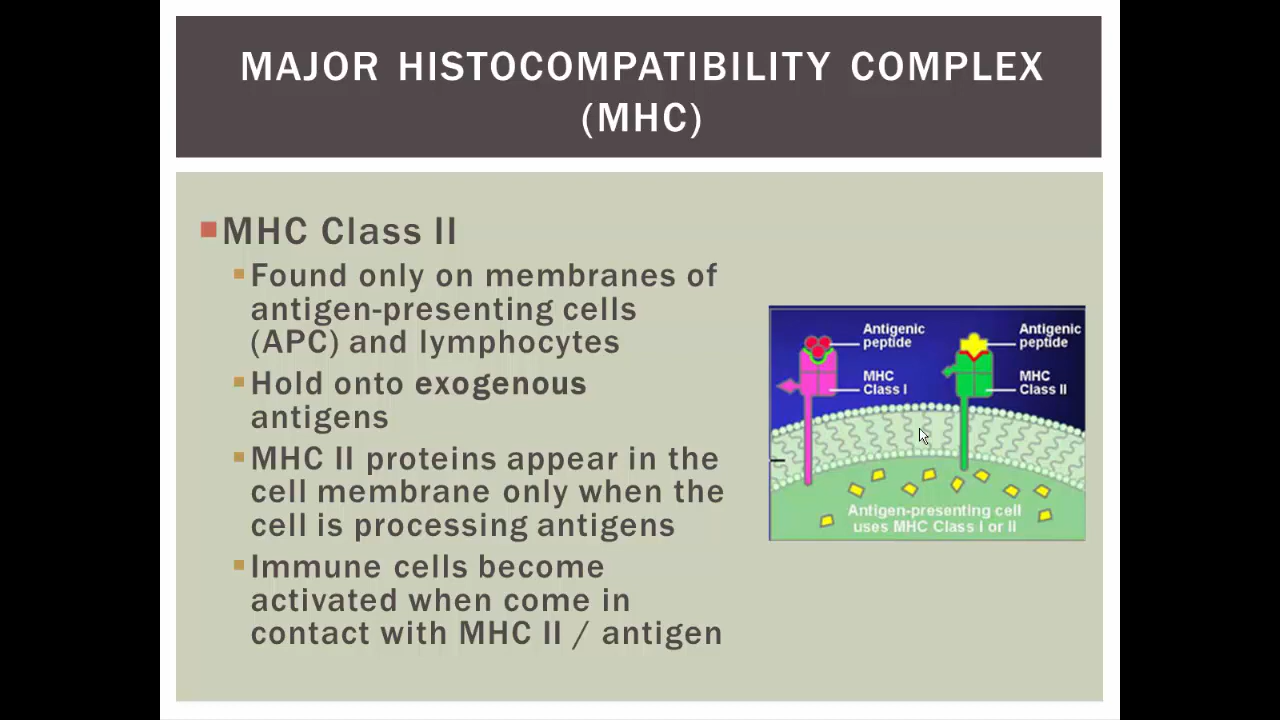 MAJOR HISTOCOMPATIBILITY COMPLEX
(MHC)
MHC Class II
Found only on membranes of
antigen-presenting cells
(APC) and lymphocytes
Hold onto exogenous
antigens
MHC II proteins appear in the
cell membrane only when the
cell is processing antigens
Immune cells become
activated when come in
contact with MHC II / antigen
Antigenic
peptide
MHC
Class I
Antigenic
peptide
MHC
Class II
Antigen-presenting cell
uses MHC Class I or II